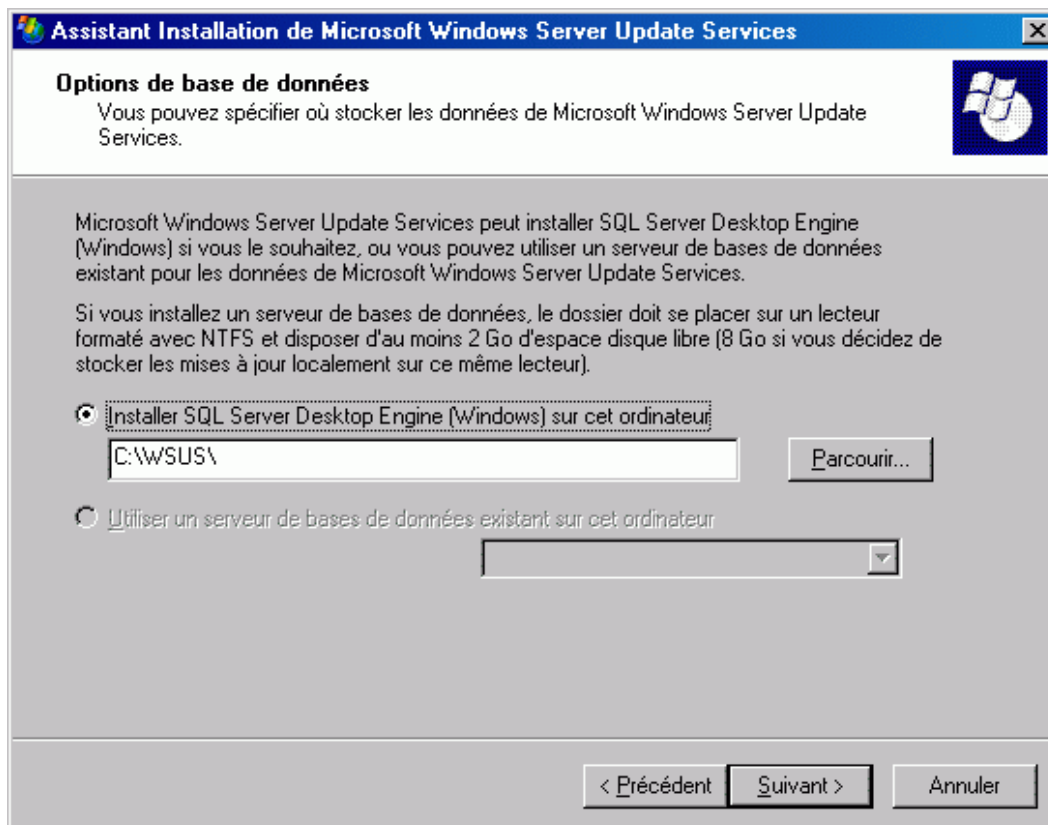 Assistant Installation de Microsoft Windows Server Update Services
Options de base de données
Vous pouvez spécifier où stocker les données de Microsoft Windows Server Update
Services.
Microsoft Windows Server Update Services peut installer SQL Server Desktop Engine
(Windows) si vous le souhaitez, ou vous pouvez utiliser un serveur de bases de données
existant pour les données de Microsoft Windows Server Update Services.
Si vous installez un serveur de bases de données, le dossier doit se placer sur un lecteur
formaté avec NTFS et disposer d'au moins 2 Go d'espace disque libre (8 Go si vous décidez de
stocker les mises à jour localement sur ce même lecteur).
Installer SQL Server Desktop Engine (Windows) sur cet ordinateur
C:\WSUS\
Parcourir...
Utiliser un serveur de bases de données existant sur cet ordinateur
< Précédent
Suivant >
Annuler